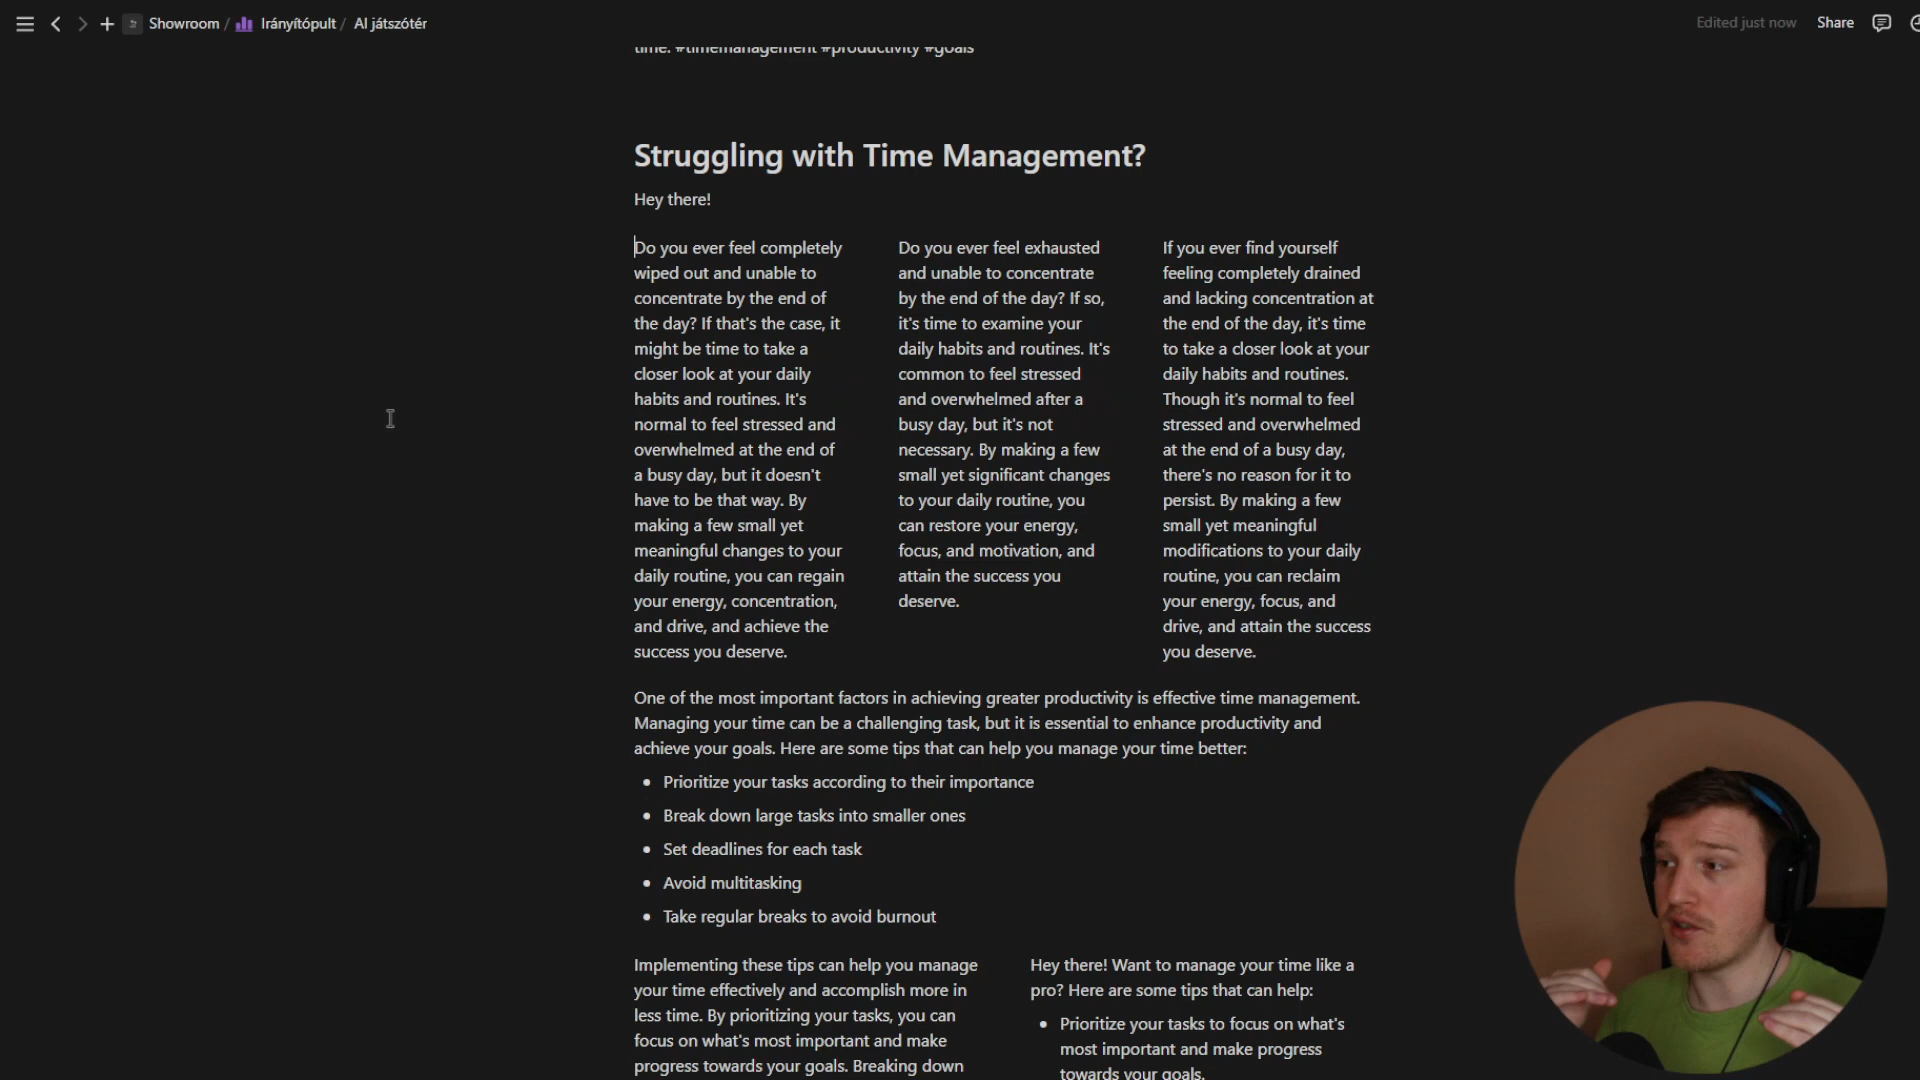 Showroom / Irányítópult / AI játszótér
Edited just now Share
time. #timemanagement #productivity #goals
Struggling with Time Management?
Hey there!
Do you ever feel completely
wiped out and unable to
concentrate by the end of
the day? If that's the case, it
might be time to take a
closer look at your daily
habits and routines. It's
normal to feel stressed and
overwhelmed at the end of
a busy day, but it doesn't
have to be that way. By
making a few small yet
meaningful changes to your
daily routine, you can regain
your energy, concentration,
and drive, and achieve the
success you deserve.
Do you ever feel exhausted
and unable to concentrate
by the end of the day? If so,
it's time to examine your
daily habits and routines. It's
common to feel stressed
and overwhelmed after a
busy day, but it's not
necessary. By making a few
small yet significant changes
to your daily routine, you
can restore your energy,
focus, and motivation, and
attain the success you
deserve.
If you ever find yourself
feeling completely drained
and lacking concentration at
the end of the day, it's time
to take a closer look at your
daily habits and routines.
Though it's normal to feel
stressed and overwhelmed
at the end of a busy day,
there's no reason for it to
persist. By making a few
small yet meaningful
modifications to your daily
routine, you can reclaim
your energy, focus, and
drive, and attain the success
you deserve.
One of the most important factors in achieving greater productivity is effective time management.
Managing your time can be a challenging task, but it is essential to enhance productivity and
achieve your goals. Here are some tips that can help you manage your time better:
• Prioritize your tasks according to their importance
• Break down large tasks into smaller ones
• Set deadlines for each task
• Avoid multitasking
• Take regular breaks to avoid burnout
Implementing these tips can help you manage
your time effectively and accomplish more in
less time. By prioritizing your tasks, you can
focus on what's most important and make
progress towards your goals. Breaking down
Hey there! Want to manage your time like a
pro? Here are some tips that can help:
• Prioritize your tasks to focus on what's
most important and make progress
towards your goals.